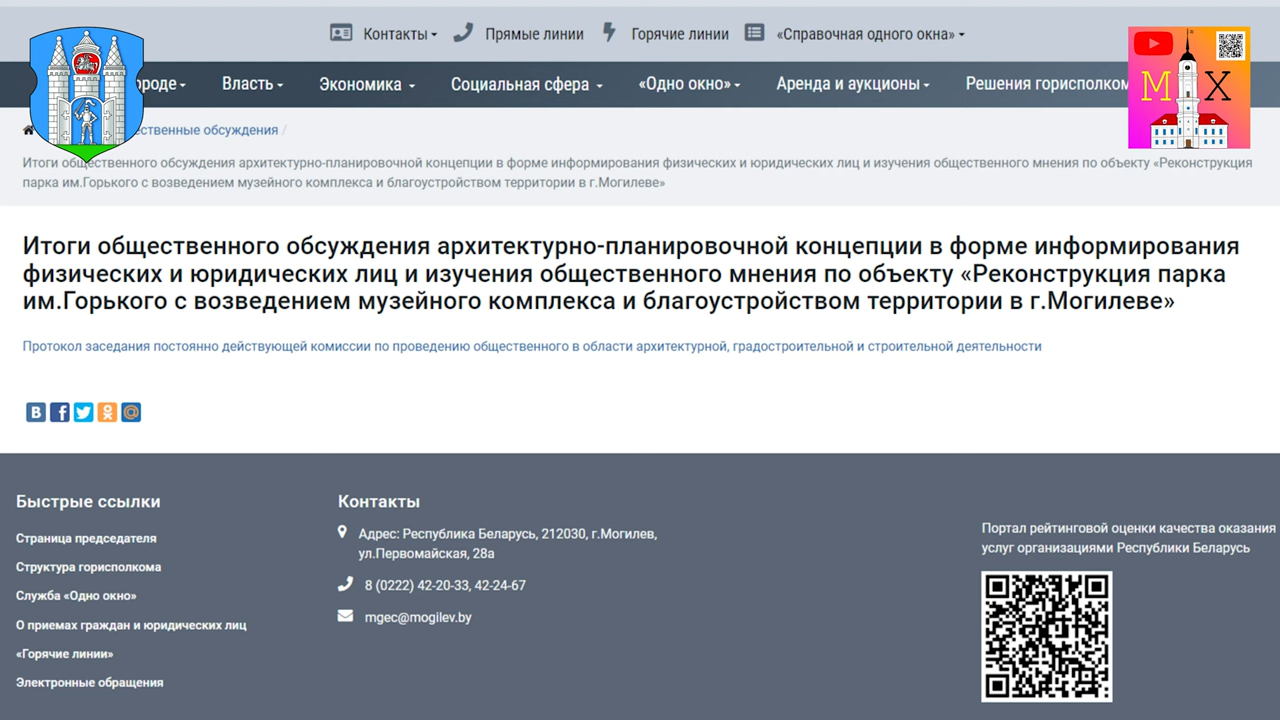 Контакты
Прямые линии
Горячие линии
«Справочная одного окна»
Власть
Экономика
Социальная сфера
«Одно окно»
Аренда и аукционы
Решения
обсуждения /
Итоги общественного обсуждения архитектурно-планировочной концепции в форме информирования физических и юридических лиц и изучения общественного мнения по объекту «Реконструкция
парка им.Горького с возведением музейного комплекса и благоустройством территории в г.Могилеве»
М Х
Итоги общественного обсуждения архитектурно-планировочной концепции в форме информирования
физических и юридических лиц и изучения общественного мнения по объекту «Реконструкция парка
им.Горького с возведением музейного комплекса и благоустройством территории в г.Могилеве»
Протокол заседания постоянно действующей комиссии по проведению общественного в области архитектурной, градостроительной и строительной деятельности
Быстрые ссылки
Страница председателя
Структура горисполкома
Служба «Одно окно»
О приемах граждан и юридических лиц
«Горячие линии»
Электронные обращения
Контакты
Адрес: Республика Беларусь, 212030, г.Могилев,
ул.Первомайская, 28а
8 (0222) 42-20-33, 42-24-67
mgec@mogilev.by
Портал рейтинговой оценки качества оказания
услуг организациями Республики Беларусь